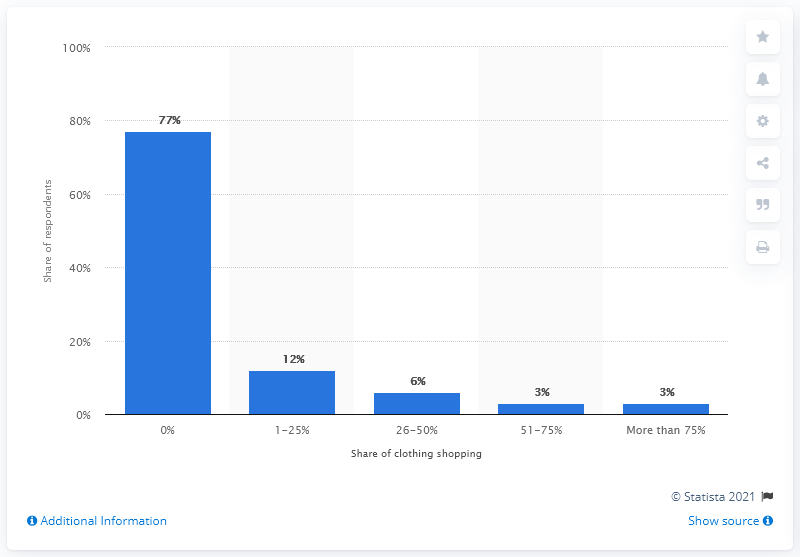 100%
80%
60%
40%
20%
0%
Share of respondents
77%
12%
6%
3%
3%
0%
1–25%
26–50%
51–75%
More than 75%
Share of clothing shopping
© Statista 2021
Additional Information
Show source